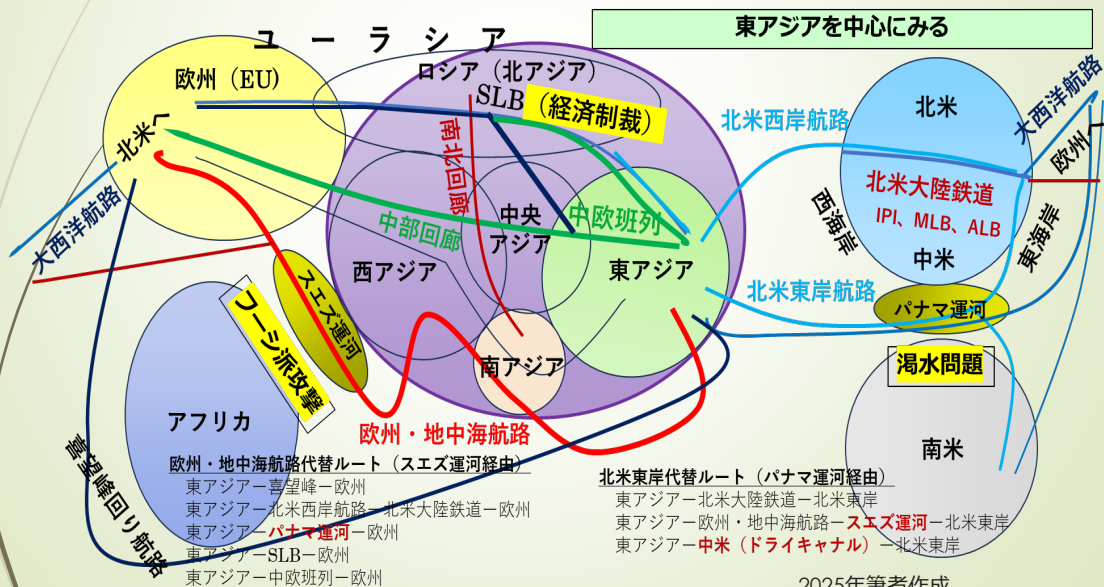 東アジアを中心にみる
ユーラシア
欧州（EU)
ロシア（北アジア）
SLB（経済制裁）
北米へ
大西洋航路
南北回廊
中部回廊
中央
アジア
中欧班列
西アジア
東アジア
南アジア
スエズ運河
フーシ派攻撃
アフリカ
喜望峰回り航路
欧州・地中海航路
北米西岸航路
北米東岸航路
北米
北米大陸鉄道
IPI、MLB、ALB
中米
西海岸
東海岸
大西洋航路
欧州へ
パナマ運河
渇水問題
南米
欧州・地中海航路代替ルート（スエズ運河経由）
東アジアー喜望峰ー欧州
東アジアー北米西岸航路ー北米大陸鉄道ー欧州
東アジアーパナマ運河ー欧州
東アジアーSLBー欧州
東アジアー中欧班列ー欧州
北米東岸代替ルート（パナマ運河経由）
東アジアー北米大陸鉄道ー北米東岸
東アジアー欧州・地中海航路ースエズ運河ー北米東岸
東アジアー中米（ドライキャナル）ー北米東岸
2025年筆者作成